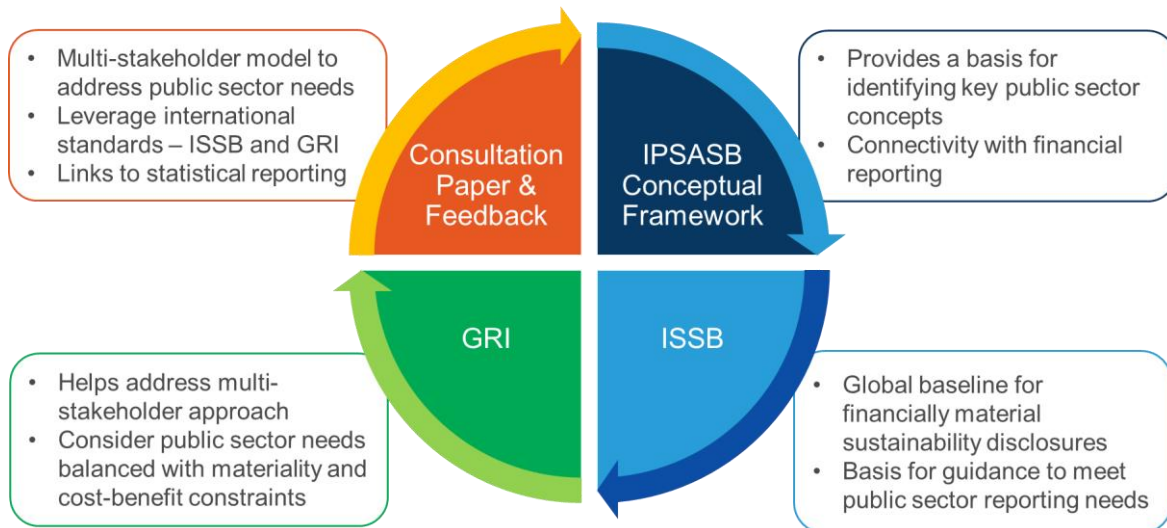 • Multi-stakeholder model to
address public sector needs
• Leverage international
standards – ISSB and GRI
• Links to statistical reporting
Consultation
Paper &
Feedback
IPSASB
Conceptual
Framework
• Provides a basis for
identifying key public sector
concepts
• Connectivity with financial
reporting
• Helps address multi-
stakeholder approach
• Consider public sector needs
balanced with materiality and
cost-benefit constraints
GRI
ISSB
• Global baseline for
financially material
sustainability disclosures
• Basis for guidance to meet
public sector reporting needs